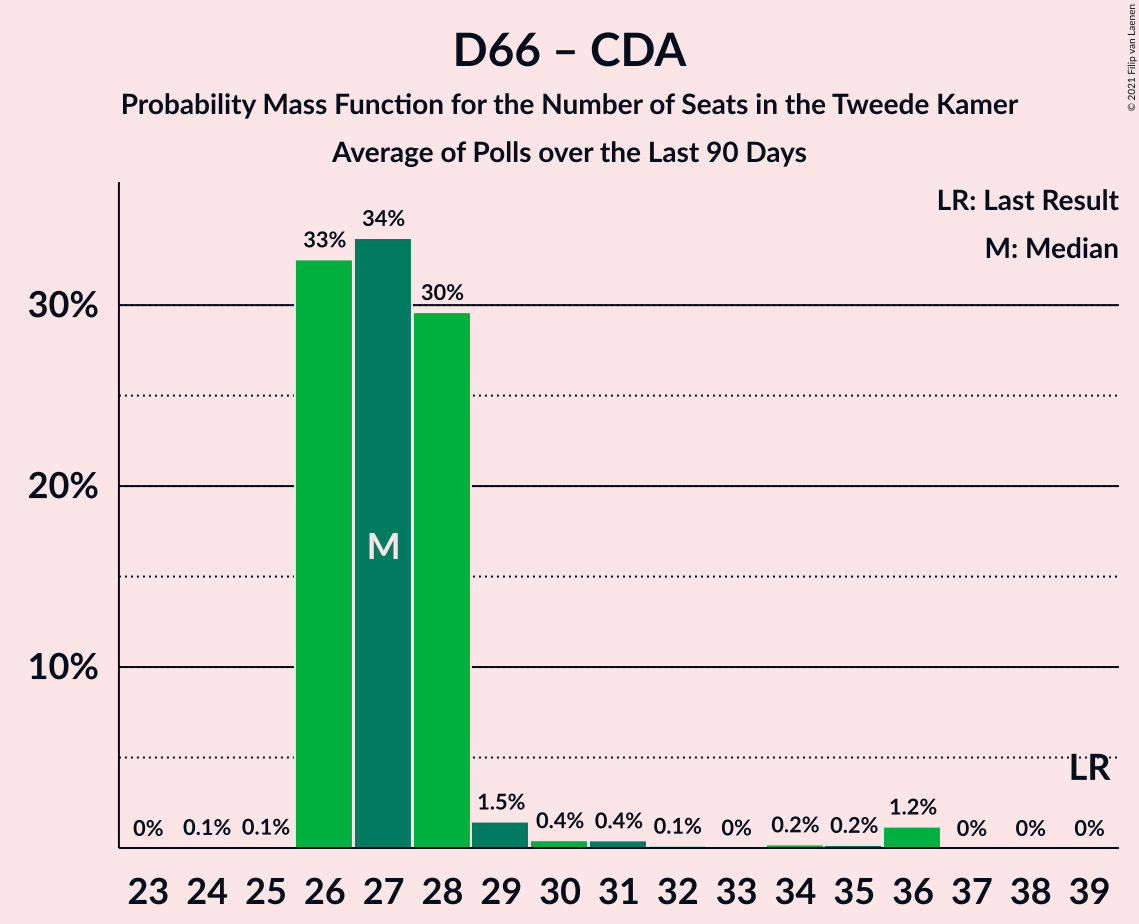 D66 – CDA
Probability Mass Function for the Number of Seats in the Tweede Kamer
Average of Polls over the Last 90 Days
© 2021 Filip van Laenen
LR: Last Result
M: Median
30%
20%
10%
0%
0.1%
0.1%
33%
34%
30%
1.5%
0.4%
0.4%
0.1%
0%
0.2%
0.2%
1.2%
0%
0%
0%
M
LR
23 24 25 26 27 28 29 30 31 32 33 34 35 36 37 38 39